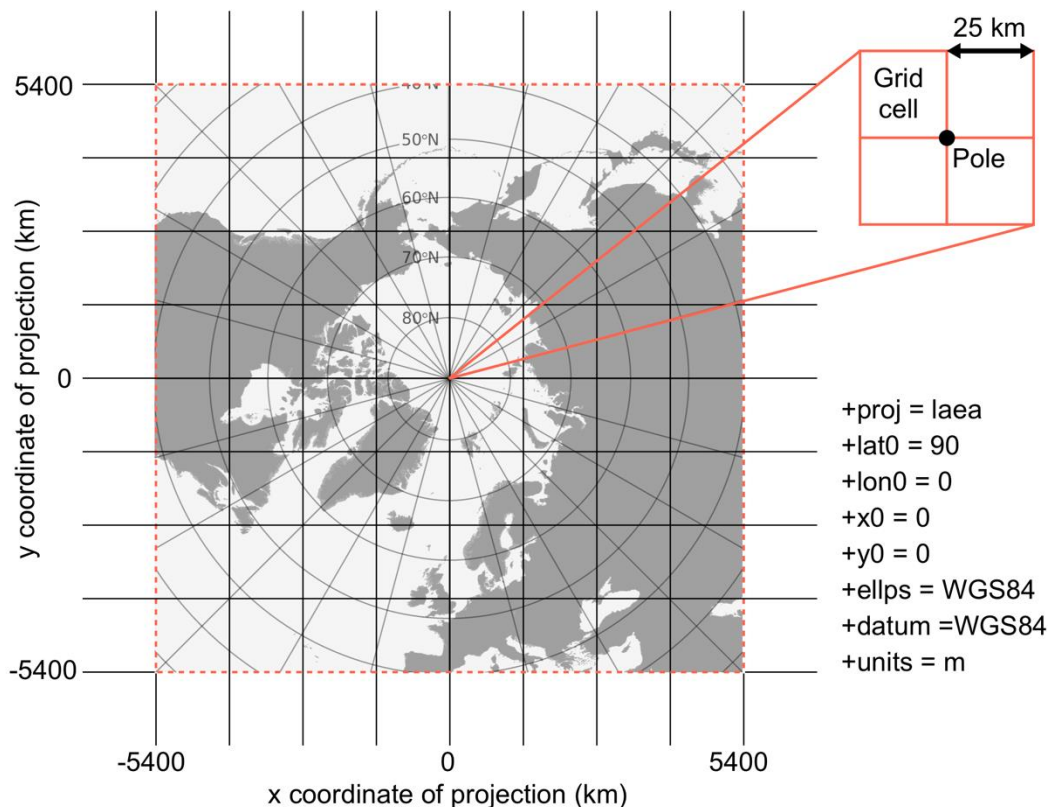 25 km
Grid
cell
Pole
5400
0
-5400
y coordinate of projection (km)
50°N
60°N
70°N
80°N
-5400
0
5400
x coordinate of projection (km)
+proj = laea
+lat0 = 90
+lon0 = 0
+x0 = 0
+y0 = 0
+ellps = WGS84
+datum =WGS84
+units = m